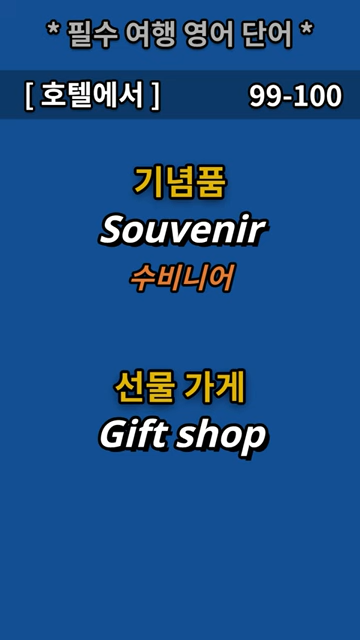 * 필수 여행 영어 단어 *
[ 호텔에서 ] 99-100
기념품
Souvenir
수비니어
선물 가게
Gift shop